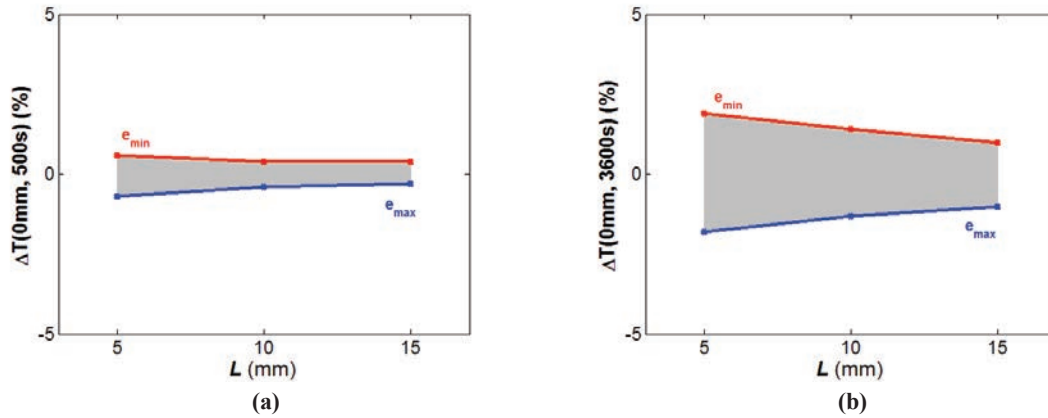 5
ΔT(0mm, 500s) (%)
e_min
0
e_max
-5
5 10 15
L (mm)
(a)
5
ΔT(0mm, 3600s) (%)
e_min
0
e_max
-5
5 10 15
L (mm)
(b)